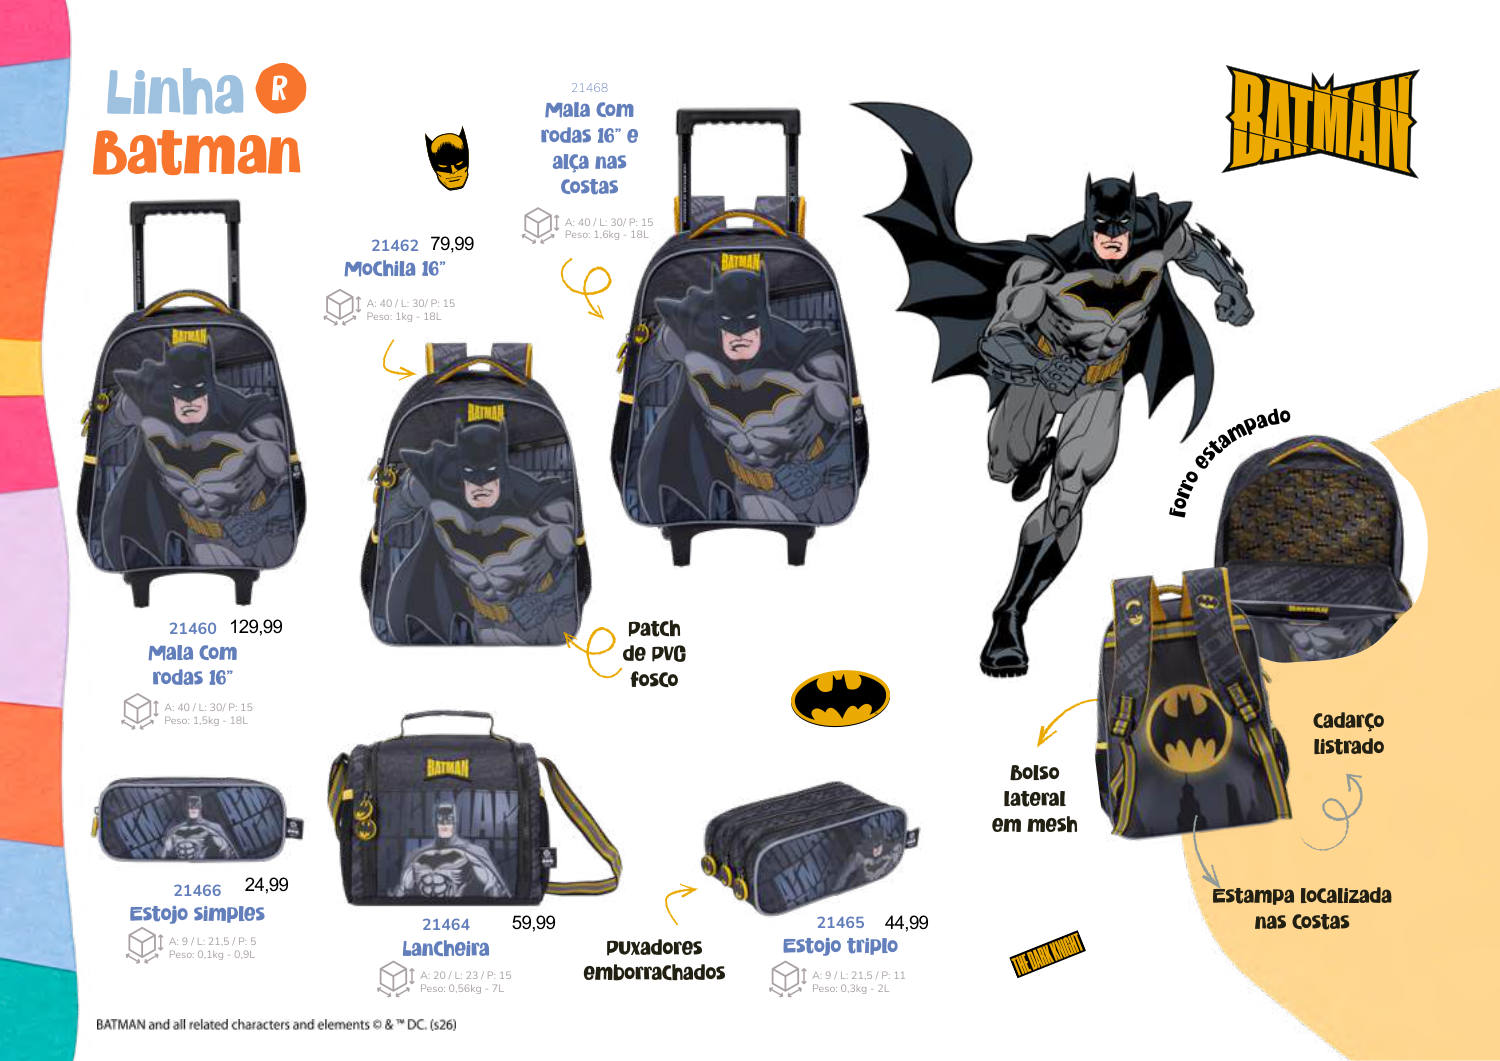 Linha R
Batman
21462 79,99
Mochila 16”
A: 40 / L: 30/ P: 15
Peso: 1kg - 18L
21468
Mala com
rodas 16” e
alça nas
costas
A: 40 / L: 30/ P: 15
Peso: 1,6kg - 18L
BATMAN
BATMAN
BATMAN
BATMAN
Forro estampado
BATMAN
21460 129,99
Mala com
rodas 16”
A: 40 / L: 30/ P: 15
Peso: 1,5kg - 18L
Patch
de PVC
fosco
Cadarço
listrado
Bolso
lateral
em mesh
BATMAN
21466 24,99
Estojo simples
A: 9 / L: 21,5 / P: 5
Peso: 0,1kg - 0,9L
21464 59,99
Lancheira
A: 20 / L: 23 / P: 15
Peso: 0,56kg - 7L
Puxadores
emborrachados
21465 44,99
Estojo triplo
A: 9 / L: 21,5 / P: 11
Peso: 0,3kg - 2L
Estampa localizada
nas costas
THE DARK KNIGHT
BATMAN and all related characters and elements © & ™ DC. (s26)